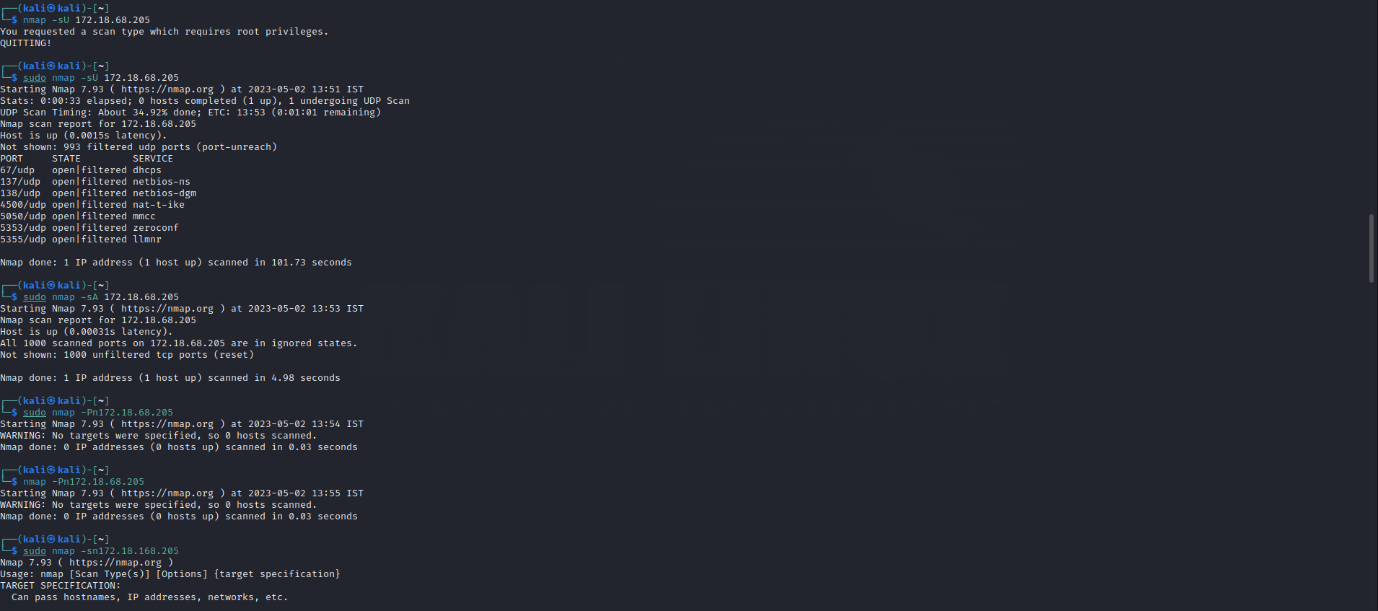 ┌──(kali㉿kali)-[~]
└─$ nmap -sU 172.18.68.205
You requested a scan type which requires root privileges.
QUITTING!
┌──(kali㉿kali)-[~]
└─$ sudo nmap -sU 172.18.68.205
Starting Nmap 7.93 ( https://nmap.org ) at 2023-05-02 13:51 IST
Stats: 0:00:33 elapsed; 0 hosts completed (1 up), 1 undergoing UDP Scan
UDP Scan Timing: About 34.92% done; ETC: 13:53 (0:01:01 remaining)
Nmap scan report for 172.18.68.205
Host is up (0.0015s latency).
Not shown: 993 filtered udp ports (port-unreach)
PORT     STATE         SERVICE
67/udp   open|filtered dhcps
137/udp  open|filtered netbios-ns
138/udp  open|filtered netbios-dgm
4500/udp open|filtered nat-t-ike
5050/udp open|filtered mmcc
5353/udp open|filtered zeroconf
5355/udp open|filtered llmnr
Nmap done: 1 IP address (1 host up) scanned in 101.73 seconds
┌──(kali㉿kali)-[~]
└─$ sudo nmap -sA 172.18.68.205
Starting Nmap 7.93 ( https://nmap.org ) at 2023-05-02 13:53 IST
Nmap scan report for 172.18.68.205
Host is up (0.00031s latency).
All 1000 scanned ports on 172.18.68.205 are in ignored states.
Not shown: 1000 unfiltered tcp ports (reset)
Nmap done: 1 IP address (1 host up) scanned in 4.98 seconds
┌──(kali㉿kali)-[~]
└─$ sudo nmap -Pn172.18.68.205
Starting Nmap 7.93 ( https://nmap.org ) at 2023-05-02 13:54 IST
WARNING: No targets were specified, so 0 hosts scanned.
Nmap done: 0 IP addresses (0 hosts up) scanned in 0.03 seconds
┌──(kali㉿kali)-[~]
└─$ nmap -Pn172.18.68.205
Starting Nmap 7.93 ( https://nmap.org ) at 2023-05-02 13:55 IST
WARNING: No targets were specified, so 0 hosts scanned.
Nmap done: 0 IP addresses (0 hosts up) scanned in 0.03 seconds
┌──(kali㉿kali)-[~]
└─$ sudo nmap -sn172.18.168.205
Nmap 7.93 ( https://nmap.org )
Usage: nmap [Scan Type(s)] [Options] {target specification}
TARGET SPECIFICATION:
  Can pass hostnames, IP addresses, networks, etc.